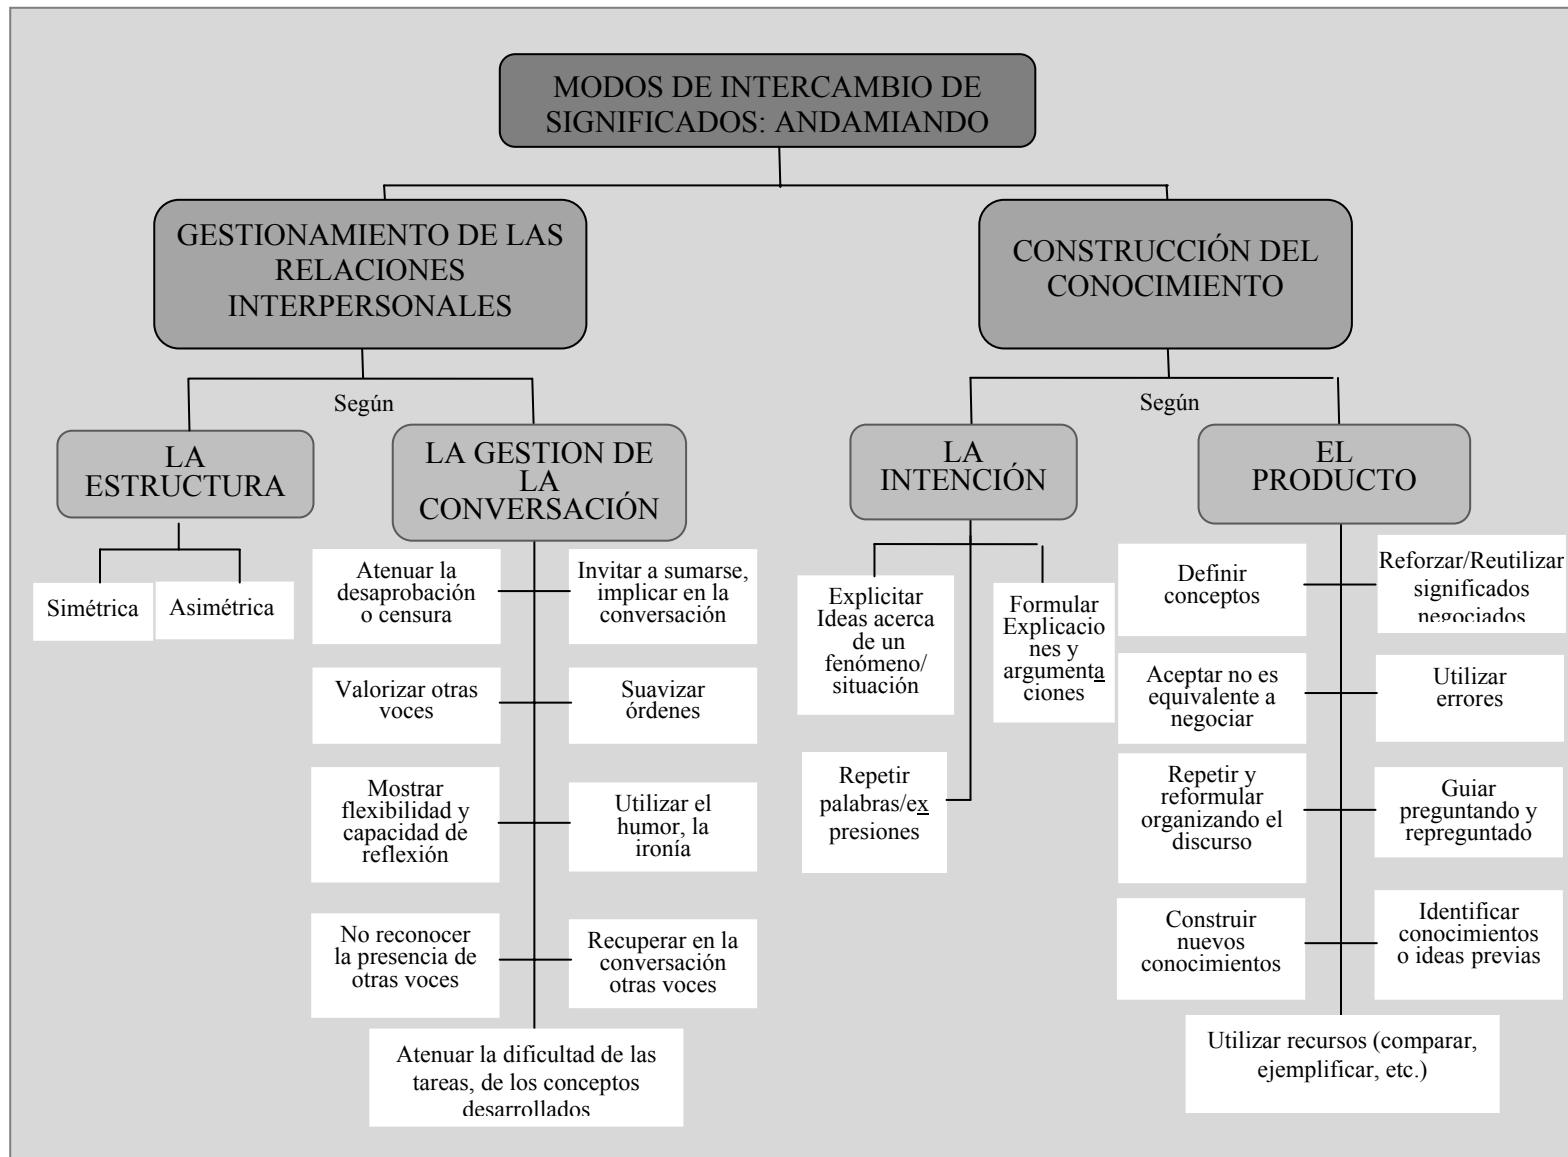 MODOS DE INTERCAMBIO DE
SIGNIFICADOS: ANDAMIANDO
GESTIONAMIENTO DE LAS
RELACIONES
INTERPERSONALES
CONSTRUCCIÓN DEL
CONOCIMIENTO
Según
Según
LA
ESTRUCTURA
LA GESTION DE
LA
CONVERSACIÓN
LA
INTENCIÓN
EL
PRODUCTO
Simétrica
Asimétrica
Atenuar la
desaprobación
o censura
Invitar a sumarse,
implicar en la
conversación
Valorizar otras
voces
Suavizar
órdenes
Mostrar
flexibilidad y
capacidad de
reflexión
Utilizar el
humor, la
ironía
No reconocer
la presencia de
otras voces
Recuperar en la
conversación
otras voces
Atenuar la dificultad de las
tareas, de los conceptos
desarrollados
Explicitar
Ideas acerca
de un
fenómeno/
situación
Formular
Explicacio
nes y
argumenta
ciones
Repetir
palabras/ex
presiones
Definir
conceptos
Reforzar/Reutilizar
significados
negociados
Aceptar no es
equivalente a
negociar
Utilizar
errores
Repetir y
reformular
organizando el
discurso
Guiar
preguntando y
repreguntado
Construir
nuevos
conocimientos
Identificar
conocimientos
o ideas previas
Utilizar recursos (comparar,
ejemplificar, etc.)